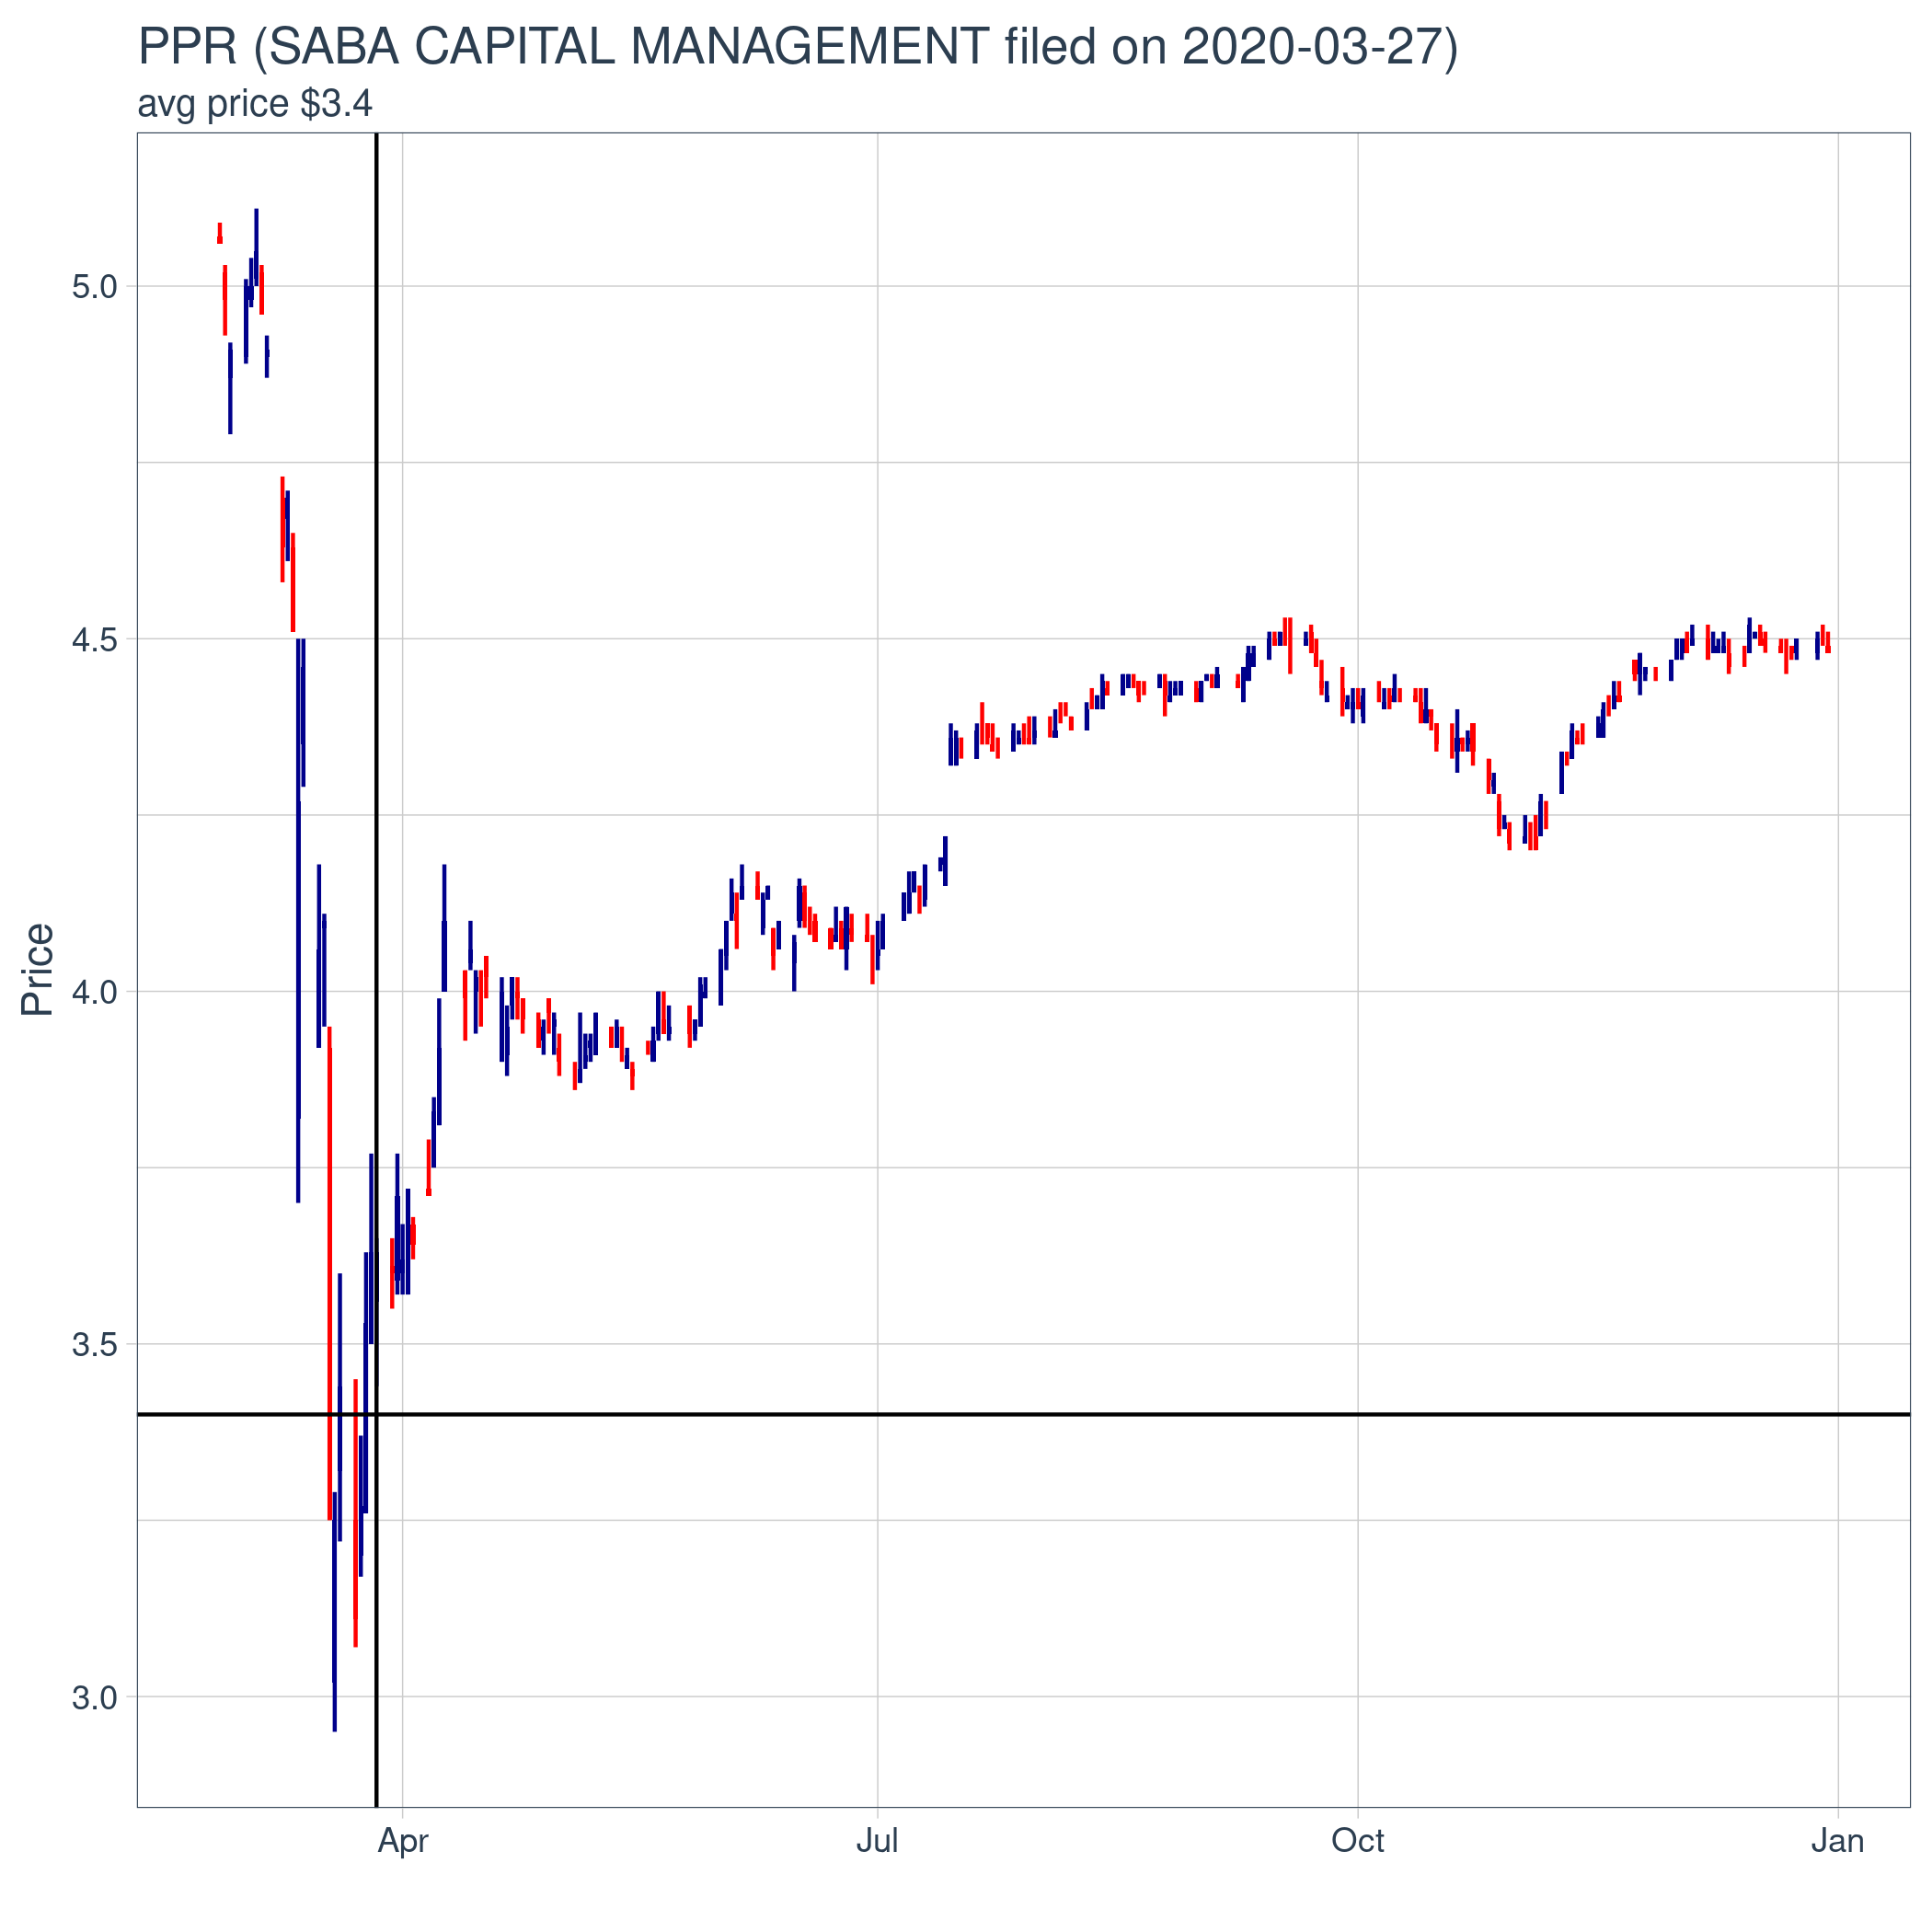 PPR (SABA CAPITAL MANAGEMENT filed on 2020-03-27)
avg price $3.4
5.0
4.5
4.0
3.5
3.0
Price
Apr Jul Oct Jan